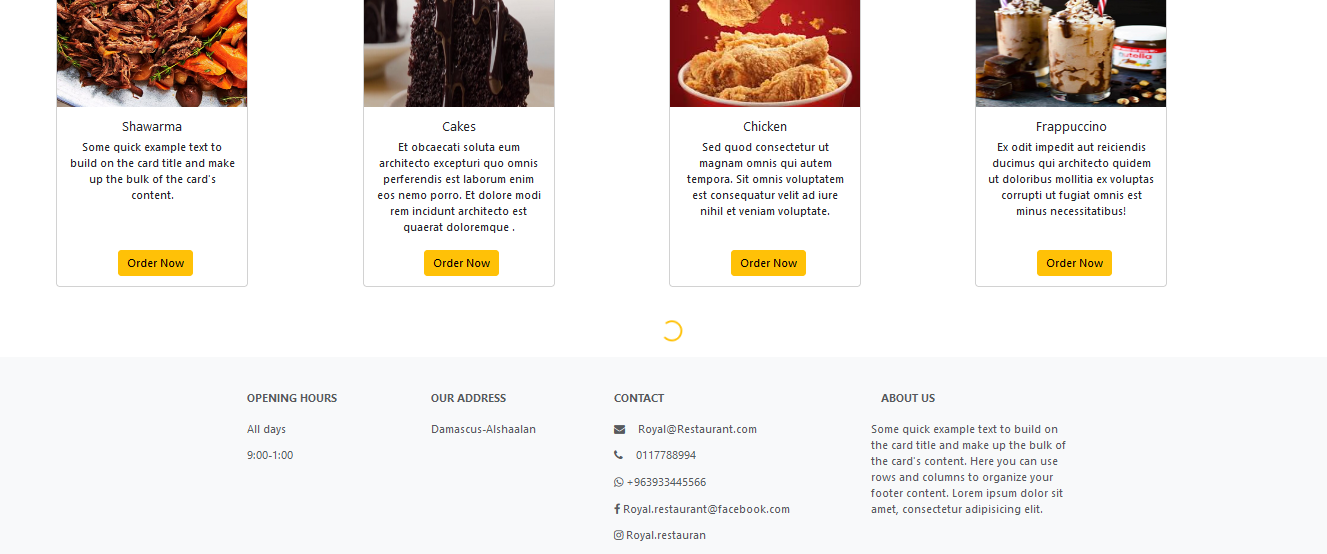 nutella
Shawarma
Some quick example text to
build on the card title and make
up the bulk of the card's
content.
Order Now
Cakes
Et obcaecati soluta eum
architecto excepturi quo omnis
perferendis est laborum enim
eos nemo porro. Et dolore modi
rem incidunt architecto est
quaerat doloremque .
Order Now
Chicken
Sed quod consectetur ut
magnam omnis qui autem
tempora. Sit omnis voluptatem
est consequatur velit ad iure
nihil et veniam voluptate.
Order Now
Frappuccino
Ex odit impedit aut reiciendis
ducimus qui architecto quidem
ut doloribus mollitia ex voluptas
corrupti ut fugiat omnis est
minus necessitatibus!
Order Now
OPENING HOURS
All days
9:00-1:00
OUR ADDRESS
Damascus-Alshaalan
CONTACT
Royal@Restaurant.com
0117788994
+963933445566
Royal.restaurant@facebook.com
Royal.restauran
ABOUT US
Some quick example text to build on
the card title and make up the bulk of
the card's content. Here you can use
rows and columns to organize your
footer content. Lorem ipsum dolor sit
amet, consectetur adipisicing elit.